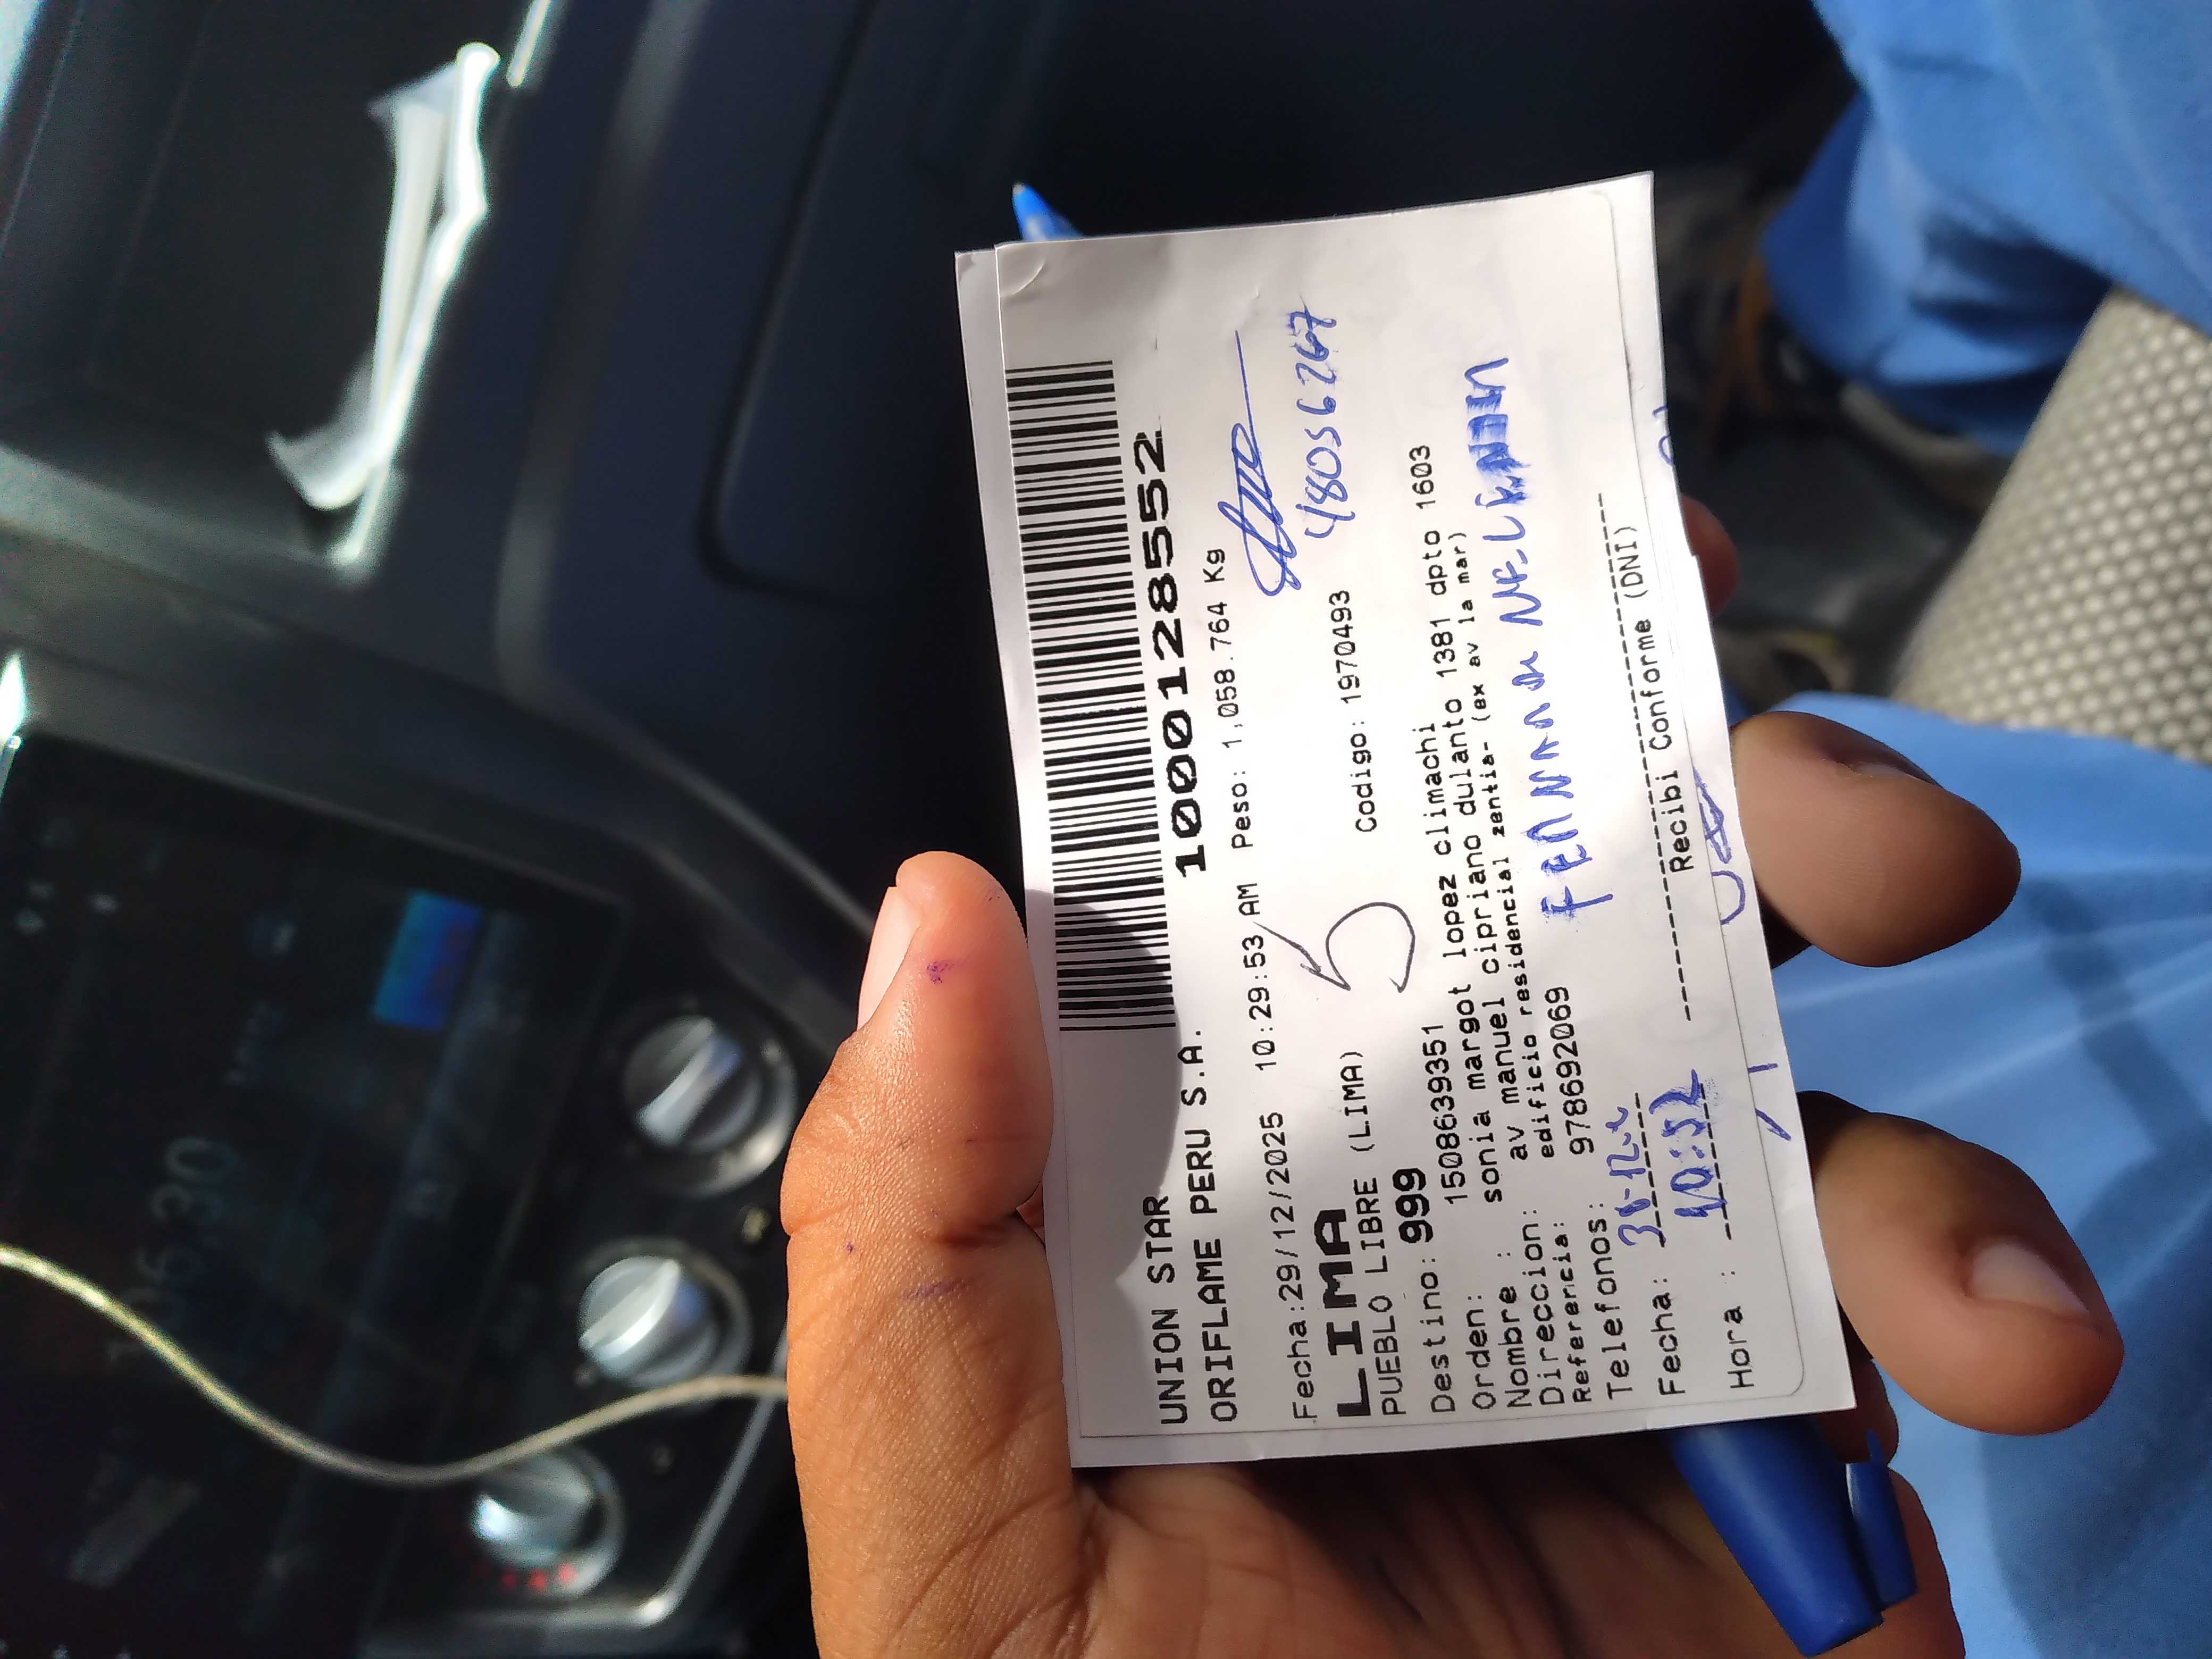 UNION STAR
ORIFLAME PERU S.A. 1000128552
Fecha:29/12/2025 10:29:53 AM Peso: 1,058.764 Kg
LIMA
PUEBLO LIBRE (LIMA) 5 Codigo: 1970493 48056267
Destino: 999
Orden: 1508639351
Nombre : sonia margot lopez climachi
Direccion: av manuel cipriano dulanto 1381 dpto 1603
Referencia: edificio residencial zentia- (ex av la mar)
Telefonos: 978692069
Fecha:
Hora : 10:52
Recibi Conforme (DNI)